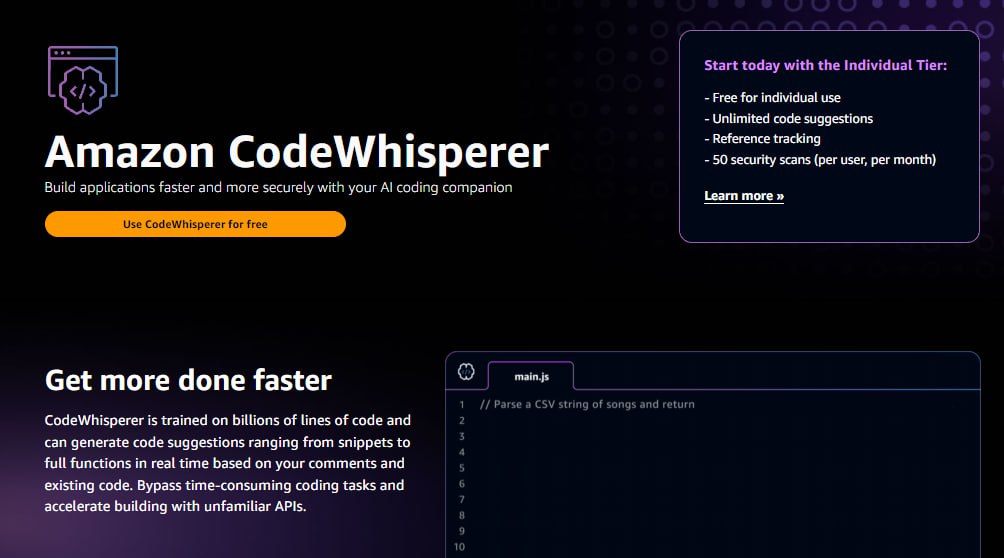 </>
Amazon CodeWhisperer
Build applications faster and more securely with your AI coding companion
Use CodeWhisperer for free
Start today with the Individual Tier:
- Free for individual use
- Unlimited code suggestions
- Reference tracking
- 50 security scans (per user, per month)
Learn more »
Get more done faster
CodeWhisperer is trained on billions of lines of code and
can generate code suggestions ranging from snippets to
full functions in real time based on your comments and
existing code. Bypass time-consuming coding tasks and
accelerate building with unfamiliar APIs.
main.js
1 // Parse a CSV string of songs and return
2
3
4
5
6
7
8
9
10